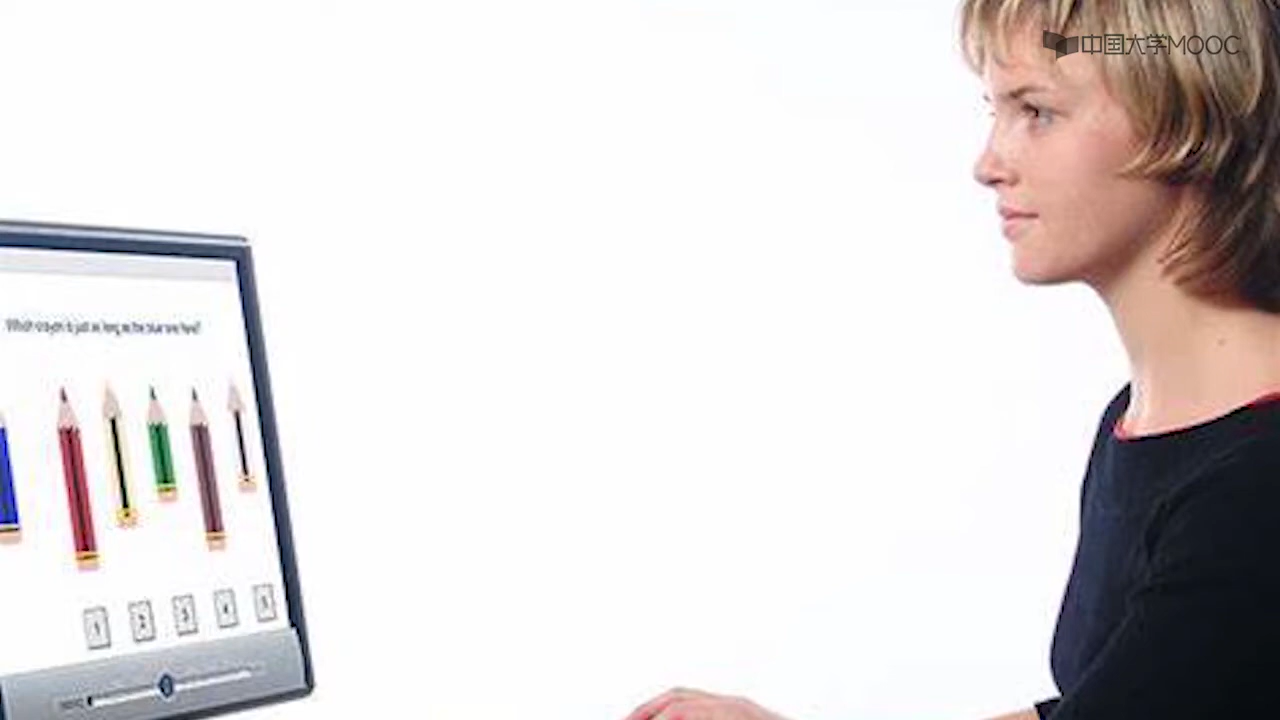 中国大学MOOC
Which crayon is just as long as the blue one here?
1 2 3 4 5